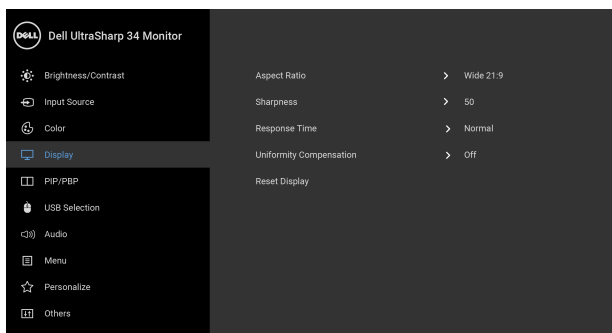 DELL Dell UltraSharp 34 Monitor
Brightness/Contrast
Input Source
Color
Display
PIP/PBP
USB Selection
Audio
Menu
Personalize
Others
Aspect Ratio > Wide 21:9
Sharpness > 50
Response Time > Normal
Uniformity Compensation > Off
Reset Display